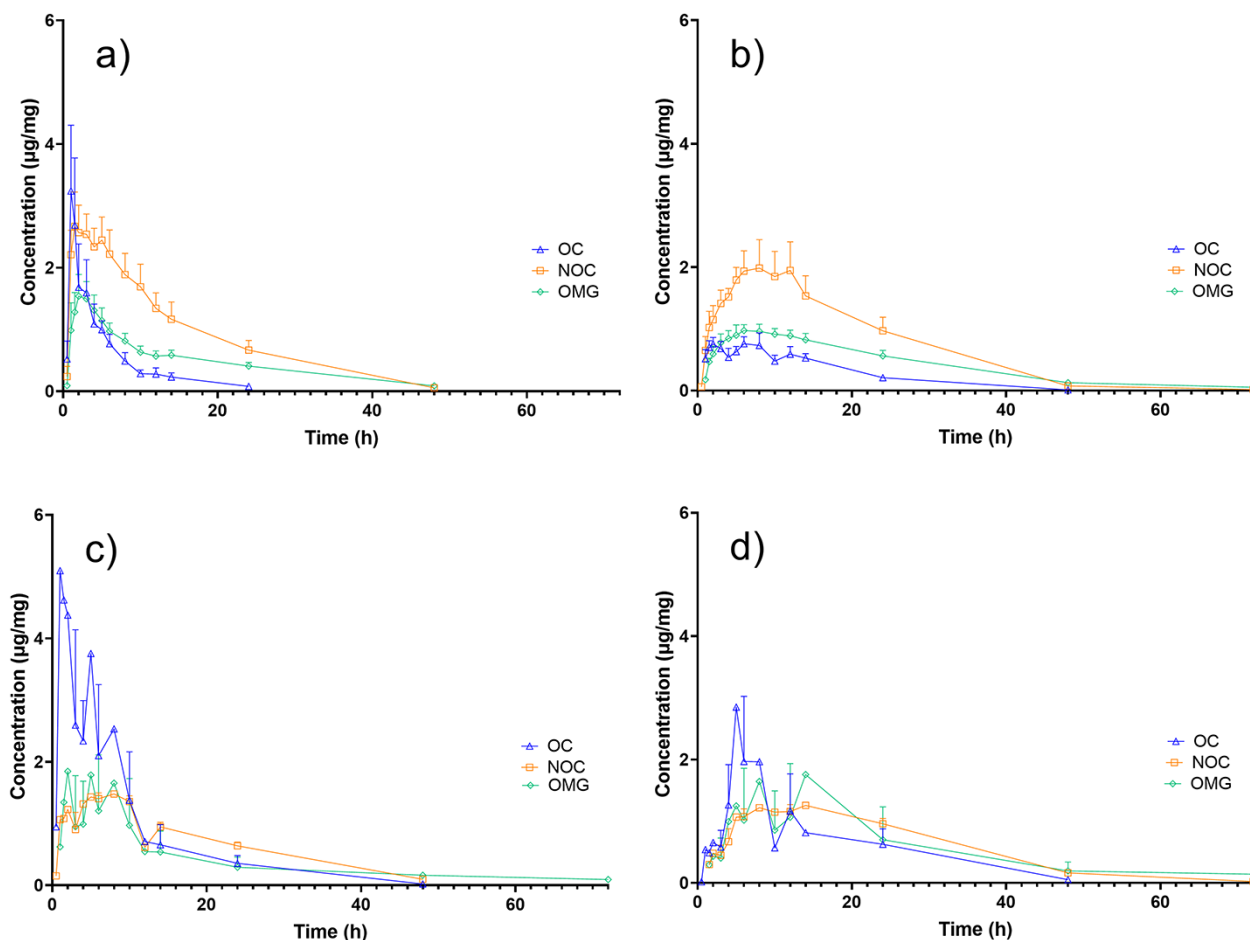 a)
Concentration (µg/mg)
6
4
2
0
0 20 40 60
Time (h)
OC
NOC
OMG
b)
Concentration (µg/mg)
6
4
2
0
0 20 40 60
Time (h)
OC
NOC
OMG
c)
Concentration (µg/mg)
6
4
2
0
0 20 40 60
Time (h)
OC
NOC
OMG
d)
Concentration (µg/mg)
6
4
2
0
0 20 40 60
Time (h)
OC
NOC
OMG